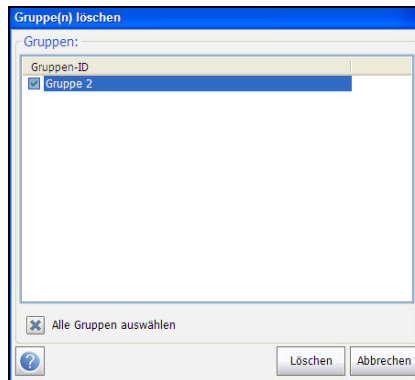 Gruppe(n) löschen
Gruppen:
Gruppen-ID
Gruppe 2
Alle Gruppen auswählen
?
Löschen
Abbrechen